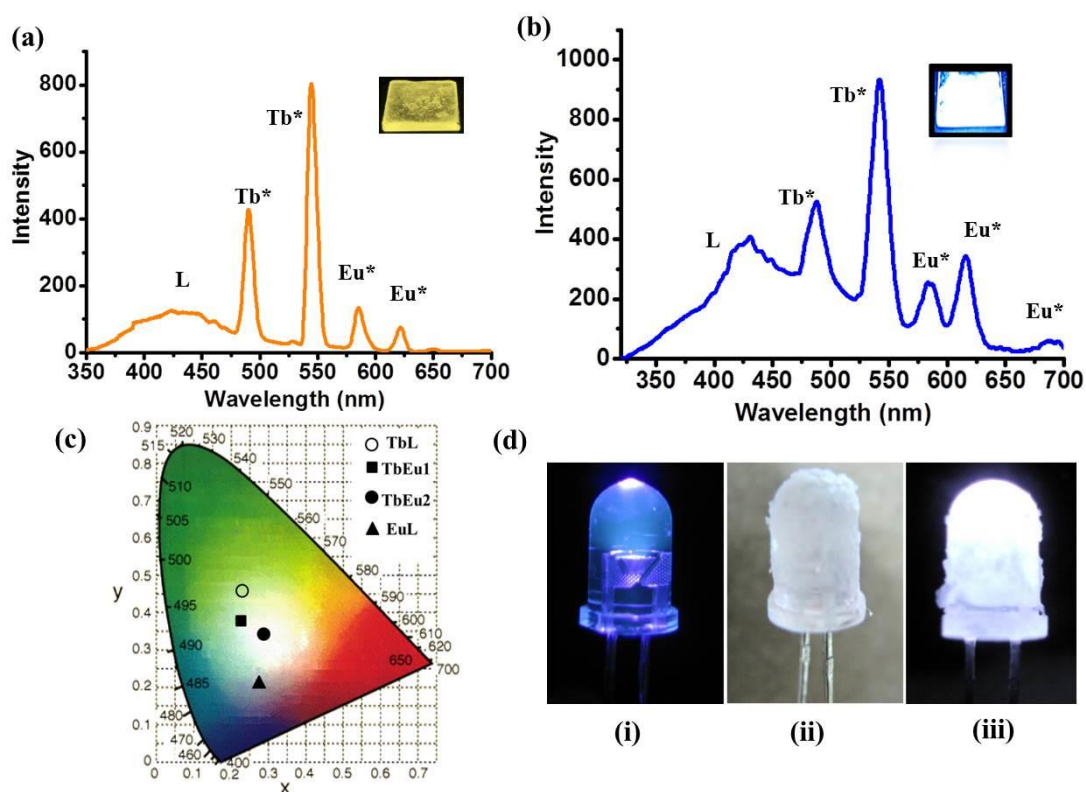 (a)
800
600
400
200
0
Intensity
350 400 450 500 550 600 650 700
Wavelength (nm)
L
Tb*
Tb*
Eu*
Eu*
(b)
1000
800
600
400
200
0
Intensity
350 400 450 500 550 600 650 700
Wavelength (nm)
L
Tb*
Tb*
Eu*
Eu*
Eu*
(c)
0.9
0.8
0.7
0.6
0.5
0.4
0.3
0.2
0.1
0
y
0 0.1 0.2 0.3 0.4 0.5 0.6 0.7
x
TbL
TbEu1
TbEu2
EuL
520
530
540
550
560
570
580
590
600
610
620
650
700
515
510
505
500
495
490
485
480
470
460
400
(d)
(i)
(ii)
(iii)